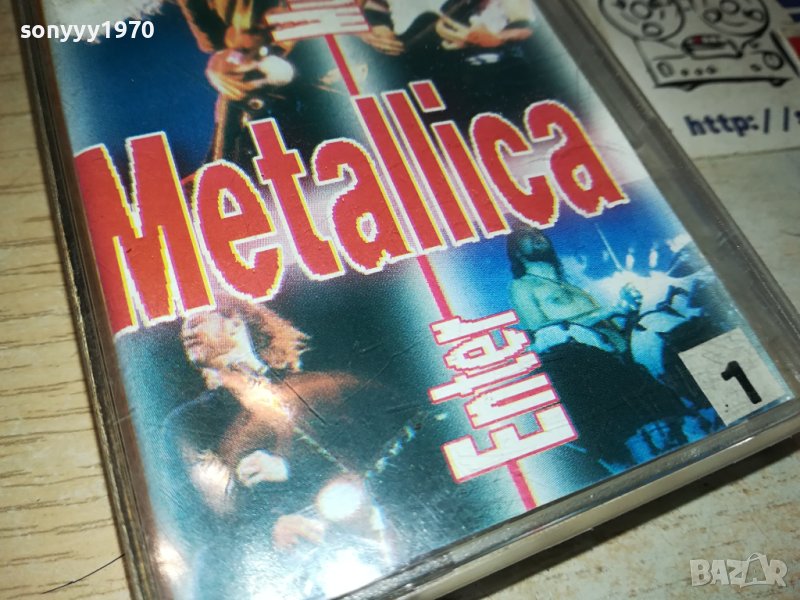 sonyyy1970
http://
Metallica
Enter
1
BAZAR